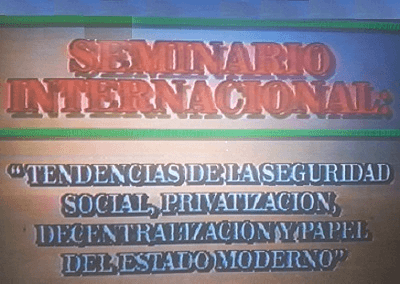 SEMINARIO
INTERNACIONAL:
"TENDENCIAS DE LA SEGURIDAD
SOCIAL, PRIVATIZACION,
DECENTRALIZACION Y PAPEL
DEL ESTADO MODERNO"